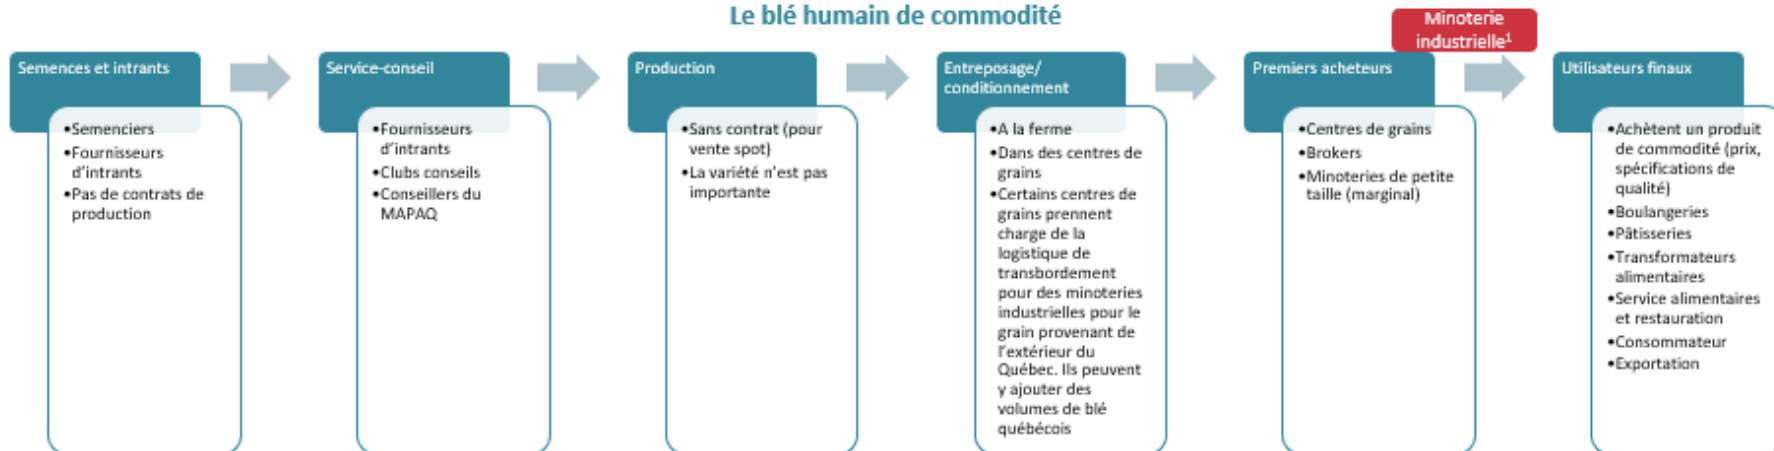 Le blé humain de commodité
Minoterie
industrielle¹
Semences et intrants
•Semenciers
•Fournisseurs
d'intrants
•Pas de contrats de
production
Service-conseil
•Fournisseurs
d'intrants
•Clubs conseils
•Conseillers du
MAPAQ
Production
•Sans contrat (pour
vente spot)
•La variété n'est pas
importante
Entreposage/
conditionnement
•A la ferme
•Dans des centres de
grains
•Certains centres de
grains prennent
charge de la
logistique de
transbordement
pour des minoteries
industrielles pour le
grain provenant de
l'extérieur du
Québec. Ils peuvent
y ajouter des
volumes de blé
québécois
Premiers acheteurs
•Centres de grains
•Brokers
•Minoteries de petite
taille (marginal)
Utilisateurs finaux
•Achètent un produit
de commodité (prix,
spécifications de
qualité)
•Boulangeries
•Pâtisseries
•Transformateurs
alimentaires
•Service alimentaires
et restauration
•Consommateur
•Exportation